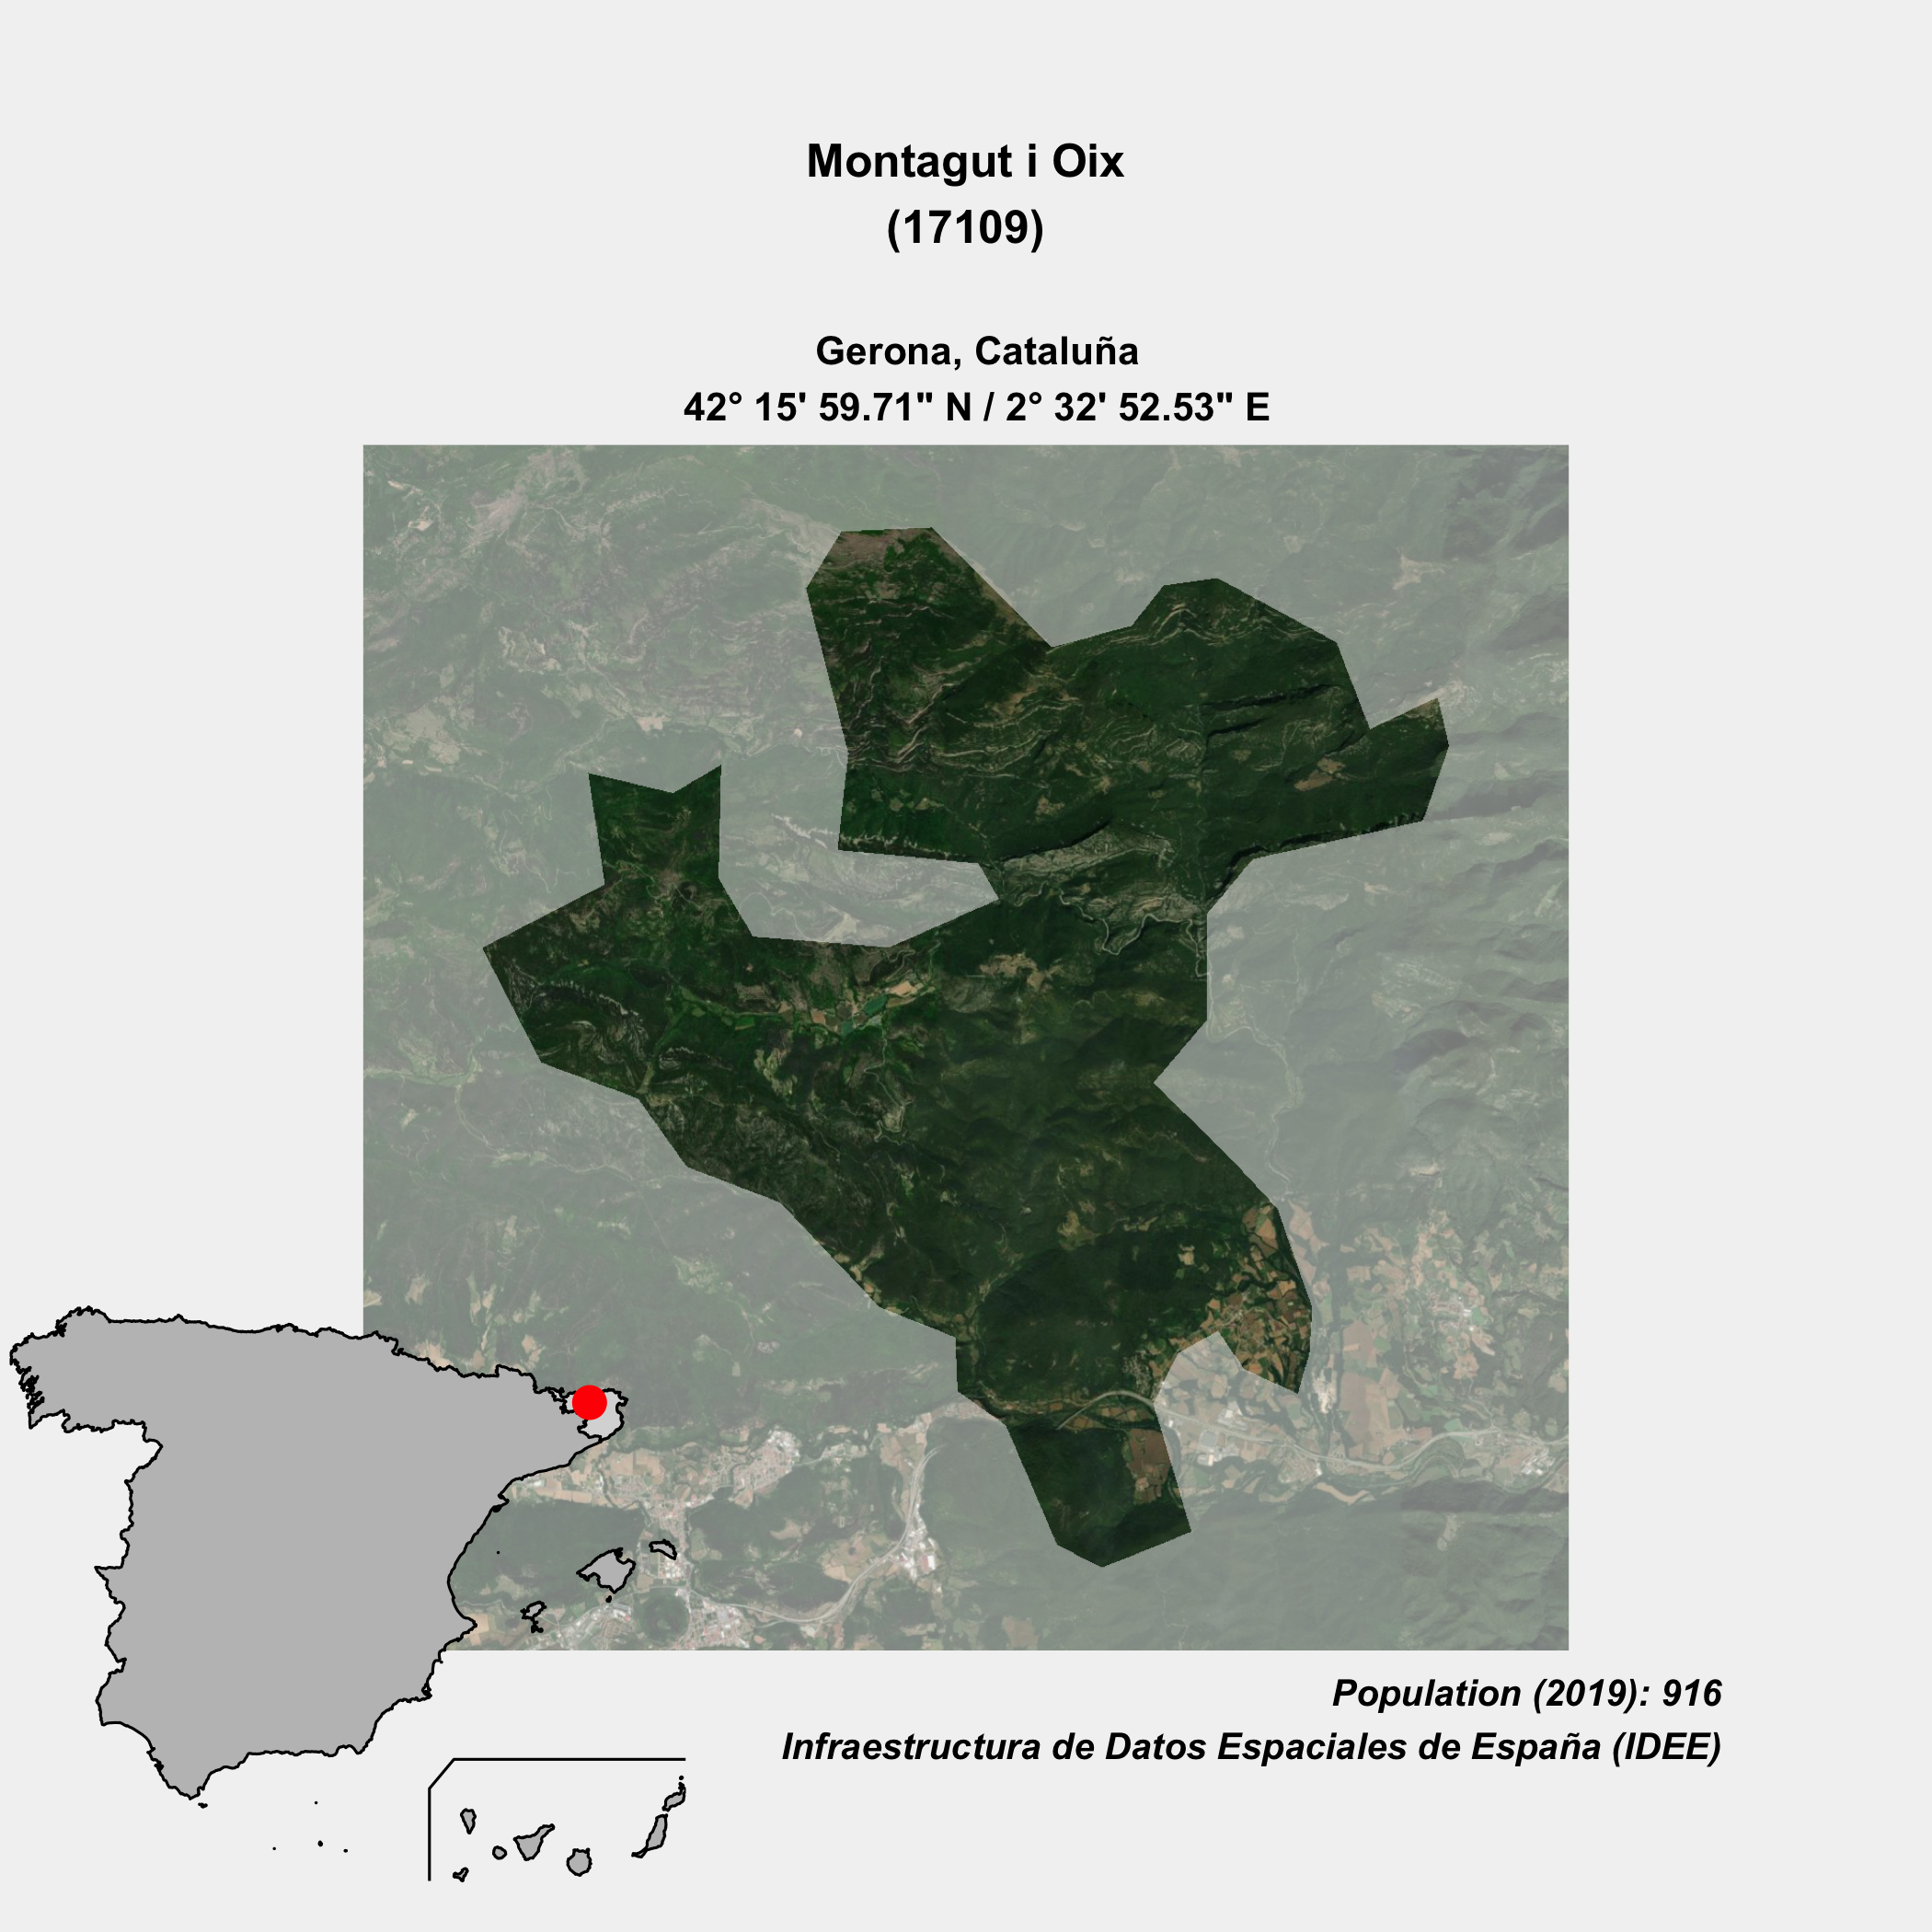 Montagut i Oix
(17109)
Gerona, Cataluña
42° 15' 59.71" N / 2° 32' 52.53" E
Population (2019): 916
Infraestructura de Datos Espaciales de España (IDEE)